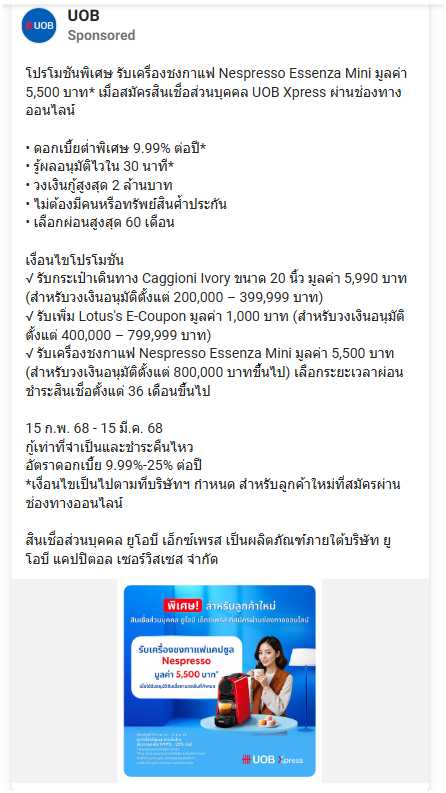 UOB
UOB
Sponsored
โปรโมชันพิเศษ รับเครื่องชงกาแฟ Nespresso Essenza Mini มูลค่า
5,500 บาท* เมื่อสมัครสินเชื่อส่วนบุคคล UOB Xpress ผ่านช่องทาง
ออนไลน์
• ดอกเบี้ยต่ำพิเศษ 9.99% ต่อปี*
• รู้ผลอนุมัติไวใน 30 นาที*
• วงเงินกู้สูงสุด 2 ล้านบาท
• ไม่ต้องมีคนหรือทรัพย์สินค้ำประกัน
• เลือกผ่อนสูงสุด 60 เดือน
เงื่อนไขโปรโมชัน
√ รับกระเป๋าเดินทาง Caggioni Ivory ขนาด 20 นิ้ว มูลค่า 5,990 บาท
(สำหรับวงเงินอนุมัติตั้งแต่ 200,000 – 399,999 บาท)
√ รับเพิ่ม Lotus's E-Coupon มูลค่า 1,000 บาท (สำหรับวงเงินอนุมัติ
ตั้งแต่ 400,000 – 799,999 บาท)
√ รับเครื่องชงกาแฟ Nespresso Essenza Mini มูลค่า 5,500 บาท
(สำหรับวงเงินอนุมัติตั้งแต่ 800,000 บาทขึ้นไป) เลือกระยะเวลาผ่อน
ชำระสินเชื่อตั้งแต่ 36 เดือนขึ้นไป
15 ก.พ. 68 - 15 มี.ค. 68
กู้เท่าที่จำเป็นและชำระคืนไหว
อัตราดอกเบี้ย 9.99%-25% ต่อปี
*เงื่อนไขเป็นไปตามที่บริษัทฯ กำหนด สำหรับลูกค้าใหม่ที่สมัครผ่าน
ช่องทางออนไลน์
สินเชื่อส่วนบุคคล ยูโอบี เอ็กซ์เพรส เป็นผลิตภัณฑ์ภายใต้บริษัท ยู
โอบี แคปปิตอล เซอร์วิสเซส จำกัด
พิเศษ! สำหรับลูกค้าใหม่
สินเชื่อส่วนบุคคล ยูโอบี เอ็กซ์เพรส ที่สมัครผ่านช่องทางออนไลน์
รับเครื่องชงกาแฟแคปซูล
Nespresso
มูลค่า 5,500 บาท*
UOB Xpress